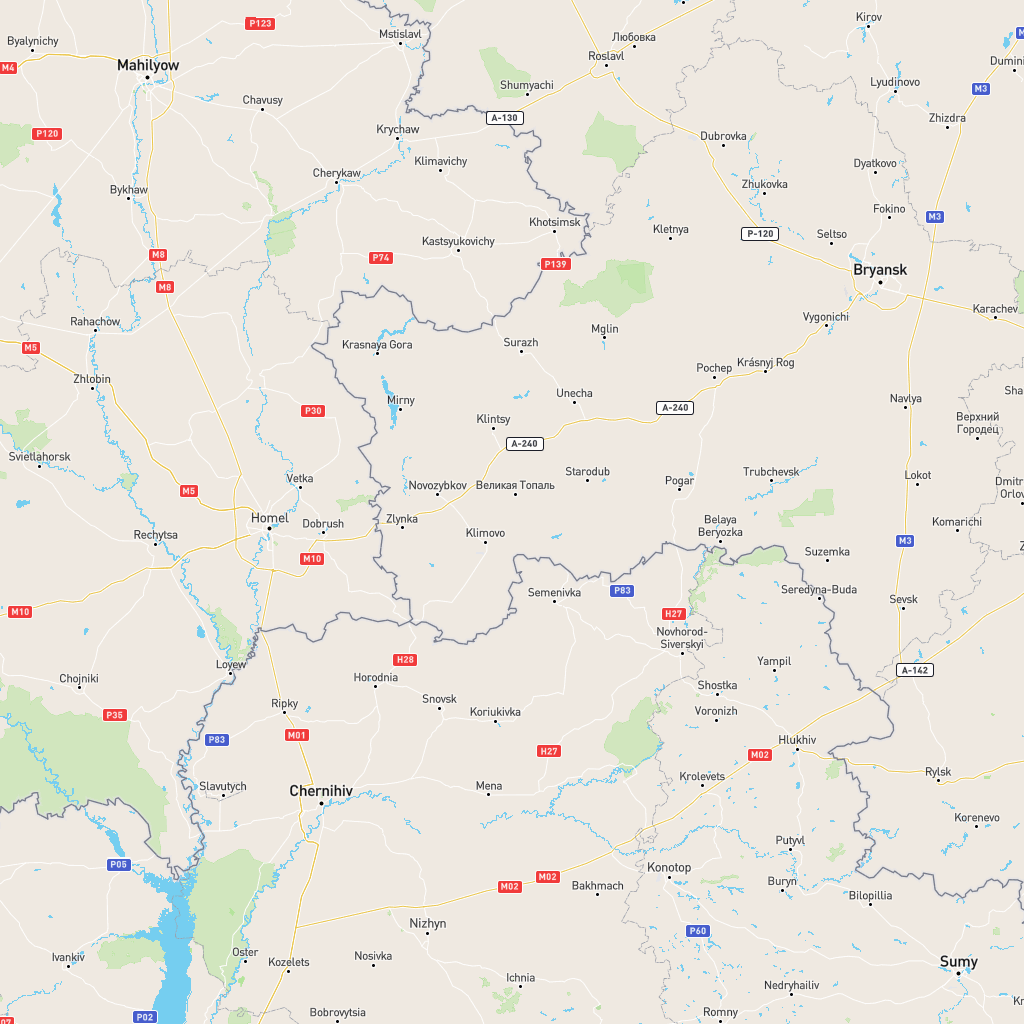 P123
Kirov
Mstislavl
Любовка
Byalynichy
Roslavl
M4
Mahilyow
Dumini
Shumyachi
Lyudinovo
M3
Chavusy
A-130
Zhizdra
P120
Krychaw
Dubrovka
Klimavichy
Dyatkovo
Cherykaw
Zhukovka
Bykhaw
Fokino
M3
Khotsimsk
Kletnya
P-120
Seltso
Kastsyukovichy
M8
P74
P139
Bryansk
M8
Karachev
Vygonichi
Rahachow
Mglin
Krasnaya Gora
Surazh
M5
Pochep
Krásnyj Rog
Zhlobin
Sha
Unecha
Mirny
Navlya
P30
A-240
Верхний
Городец
Klintsy
A-240
Svietlahorsk
Starodub
Trubchevsk
Lokot
Vetka
Pogar
Dmitr
Orlov
M5
Novozybkov
Великая Топаль
Homel
Zlynka
Dobrush
Belaya
Beryozka
Komarichi
Rechytsa
Klimovo
M3
M10
Suzemka
Semenivka
P83
Seredyna-Buda
Sevsk
M10
H27
Novhorod-
Siverskyi
H28
Loyew
Yampil
A-142
Chojniki
Horodnia
Shostka
Snovsk
Ripky
Voronizh
P35
Koriukivka
M01
P83
Hlukhiv
H27
M02
Rylsk
Krolevets
Slavutych
Chernihiv
Mena
Korenevo
Putyvl
P05
Konotop
M02
M02
Bakhmach
Buryn
Bilopillia
Nizhyn
P60
Oster
Nosivka
Ivankiv
Kozelets
Sumy
Ichnia
Nedryhailiv
Kr
Bobrovytsia
Romny
P02
07